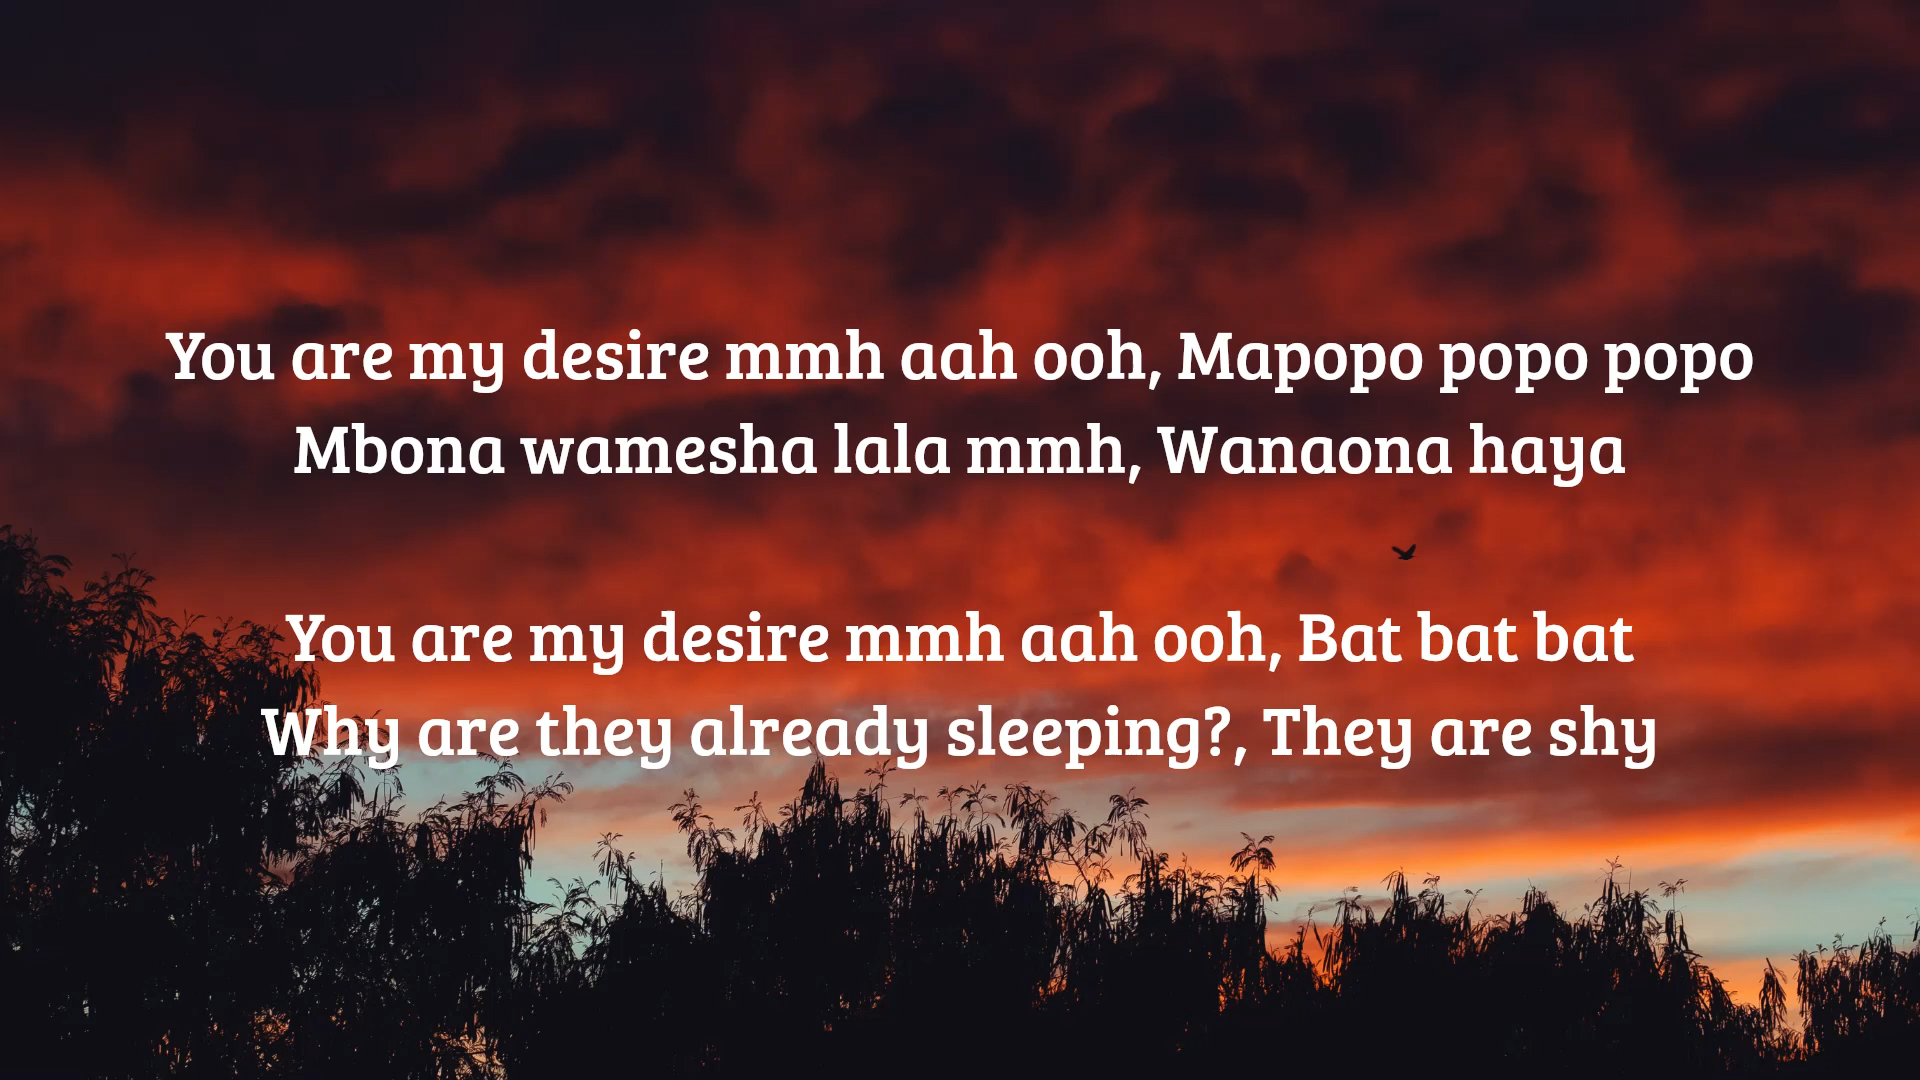 You are my desire mmh aah ooh, Mapopo popo popo
Mbona wamesha lala mmh, Wanaona haya
You are my desire mmh aah ooh, Bat bat bat
Why are they already sleeping?, They are shy